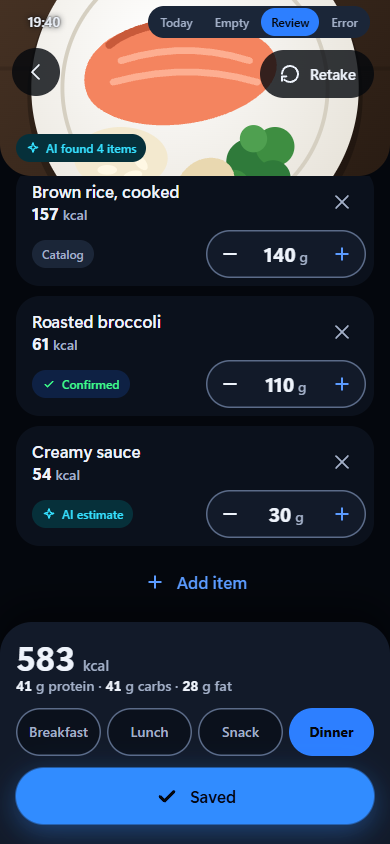 19:40
Today Empty Review Error
Retake
AI found 4 items
Brown rice, cooked
157 kcal
Catalog
140 g
Roasted broccoli
61 kcal
Confirmed
110 g
Creamy sauce
54 kcal
AI estimate
30 g
Add item
583 kcal
41 g protein · 41 g carbs · 28 g fat
Breakfast Lunch Snack Dinner
Saved